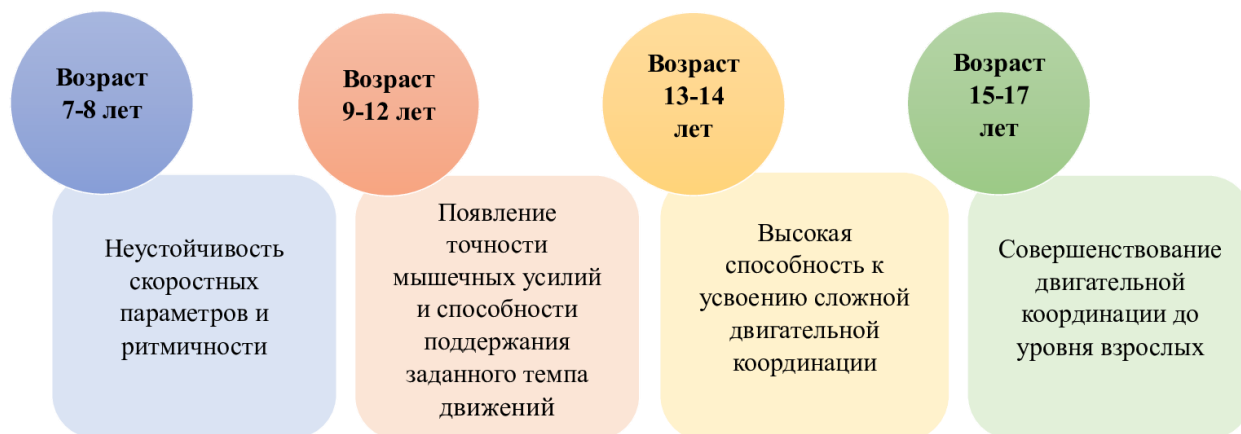 Возраст
7-8 лет
Неустойчивость
скоростных
параметров и
ритмичности
Возраст
9-12 лет
Появление
точности
мышечных усилий
и способности
поддержания
заданного темпа
движений
Возраст
13-14
лет
Высокая
способность к
усвоению сложной
двигательной
координации
Возраст
15-17
лет
Совершенствование
двигательной
координации до
уровня взрослых